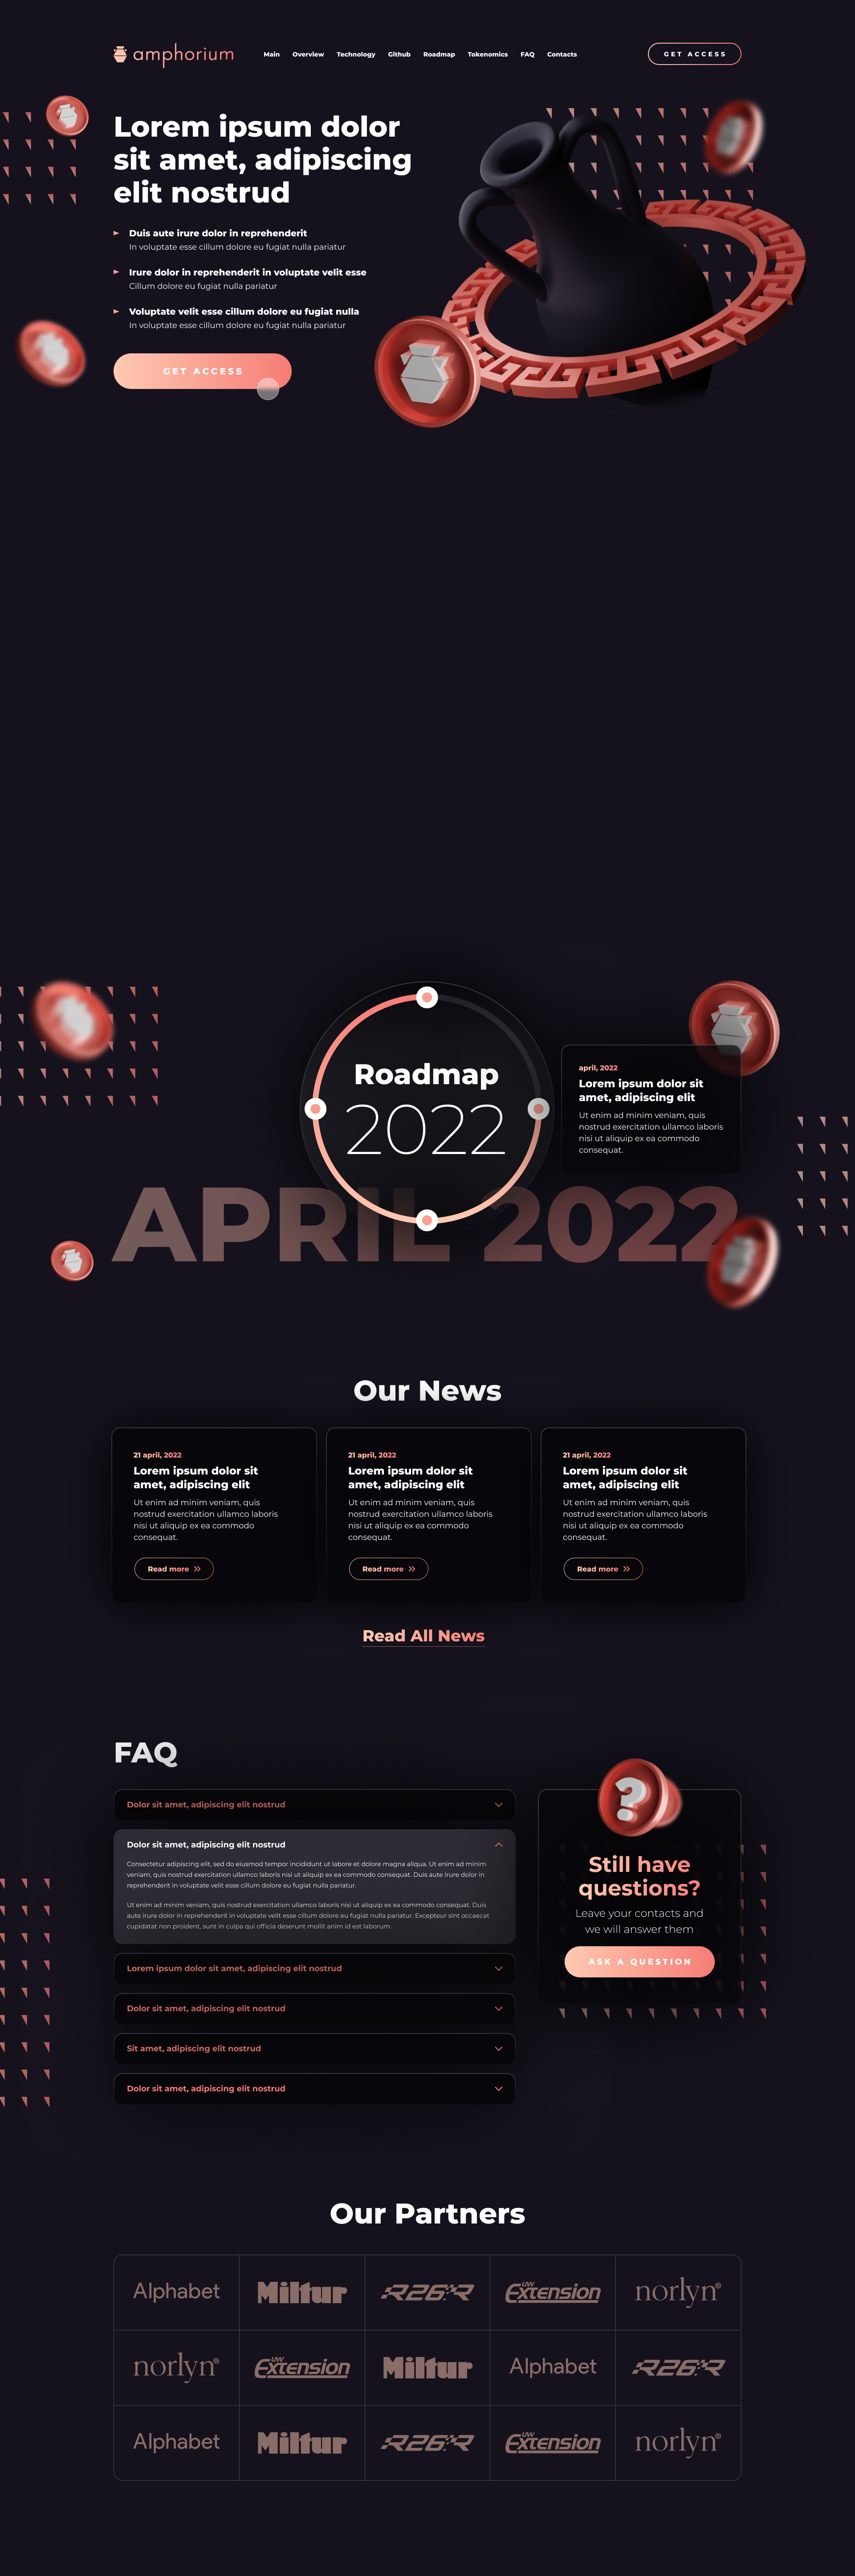 amphorium
Main Overview Technology Github Roadmap Tokenomics FAQ Contacts
GET ACCESS
Lorem ipsum dolor
sit amet, adipiscing
elit nostrud
Duis aute irure dolor in reprehenderit
In voluptate esse cillum dolore eu fugiat nulla pariatur
Irure dolor in reprehenderit in voluptate velit esse
Cillum dolore eu fugiat nulla pariatur
Voluptate velit esse cillum dolore eu fugiat nulla
In voluptate esse cillum dolore eu fugiat nulla pariatur
GET ACCESS
Roadmap
2022
april, 2022
Lorem ipsum dolor sit
amet, adipiscing elit
Ut enim ad minim veniam, quis
nostrud exercitation ullamco laboris
nisi ut aliquip ex ea commodo
consequat.
APRIL 2022
Our News
21 april, 2022
Lorem ipsum dolor sit
amet, adipiscing elit
Ut enim ad minim veniam, quis
nostrud exercitation ullamco laboris
nisi ut aliquip ex ea commodo
consequat.
Read more
21 april, 2022
Lorem ipsum dolor sit
amet, adipiscing elit
Ut enim ad minim veniam, quis
nostrud exercitation ullamco laboris
nisi ut aliquip ex ea commodo
consequat.
Read more
21 april, 2022
Lorem ipsum dolor sit
amet, adipiscing elit
Ut enim ad minim veniam, quis
nostrud exercitation ullamco laboris
nisi ut aliquip ex ea commodo
consequat.
Read more
Read All News
FAQ
Dolor sit amet, adipiscing elit nostrud
Dolor sit amet, adipiscing elit nostrud
Consectetur adipiscing elit, sed do eiusmod tempor incididunt ut labore et dolore magna aliqua. Ut enim ad minim
veniam, quis nostrud exercitation ullamco laboris nisi ut aliquip ex ea commodo consequat. Duis aute irure dolor in
reprehenderit in voluptate velit esse cillum dolore eu fugiat nulla pariatur.
Ut enim ad minim veniam, quis nostrud exercitation ullamco laboris nisi ut aliquip ex ea commodo consequat. Duis
aute irure dolor in reprehenderit in voluptate velit esse cillum dolore eu fugiat nulla pariatur. Excepteur sint occaecat
cupidatat non proident, sunt in culpa qui officia deserunt mollit anim id est laborum.
Lorem ipsum dolor sit amet, adipiscing elit nostrud
Dolor sit amet, adipiscing elit nostrud
Sit amet, adipiscing elit nostrud
Dolor sit amet, adipiscing elit nostrud
?
Still have
questions?
Leave your contacts and
we will answer them
ASK A QUESTION
Our Partners
Alphabet Miltur R26R UW Extension norlyn®
norlyn® UW Extension Miltur Alphabet R26R
Alphabet Miltur R26R UW Extension norlyn®